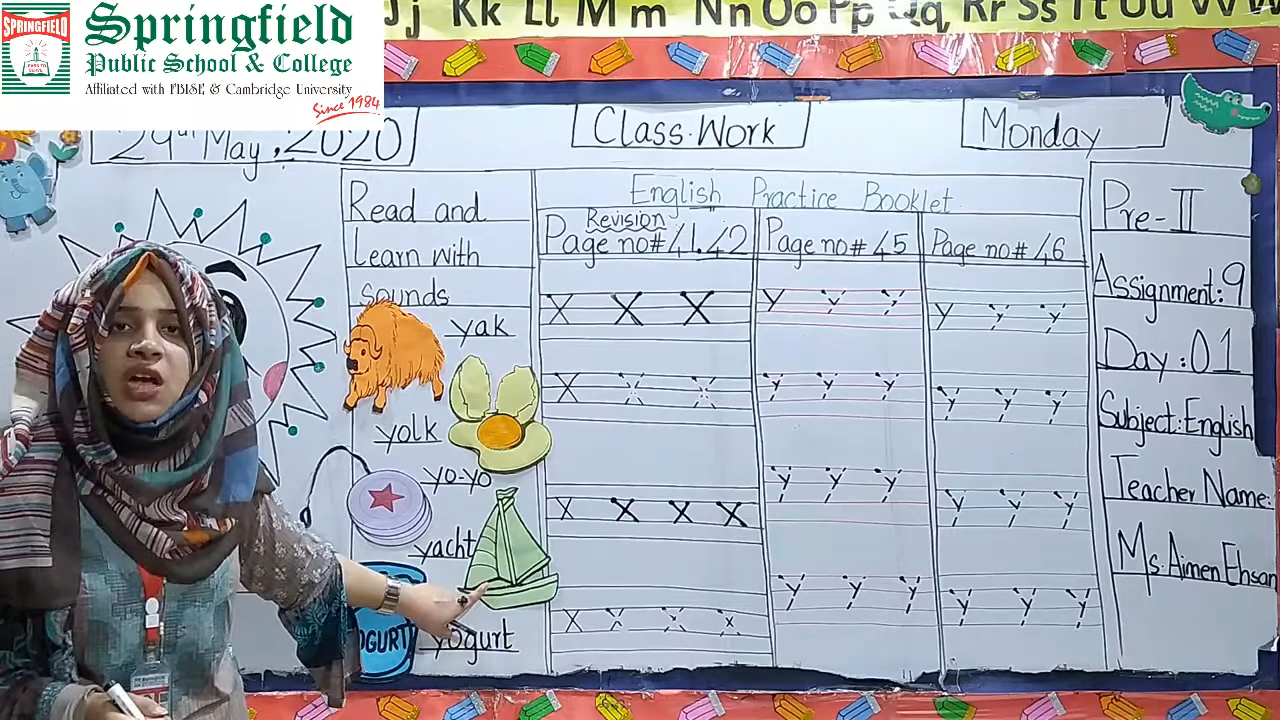 Jj Kk Ll Mm Nn Oo Pp Qq Rr Ss Tt Uu Vv W
SPRINGFIELD
Springfield
Public School & College
Affiliated with FBISE & Cambridge University
Since 1984
29th May, 2020
Class Work
Monday
Read and
Learn with
sounds
yak
yolk
yo-yo
yacht
YOGURT
yogurt
English Practice Booklet
Revision
Page no# 41.42
Page no# 45
Page no# 46
x x x
x x x
x x x x
x x x x
y y y
y y y
y y y
y y y
y y y
y y y
y y y
y y y
Pre-II
Assignment: 9
Day: 01
Subject: English
Teacher Name:
Ms. Aimen Ehsan